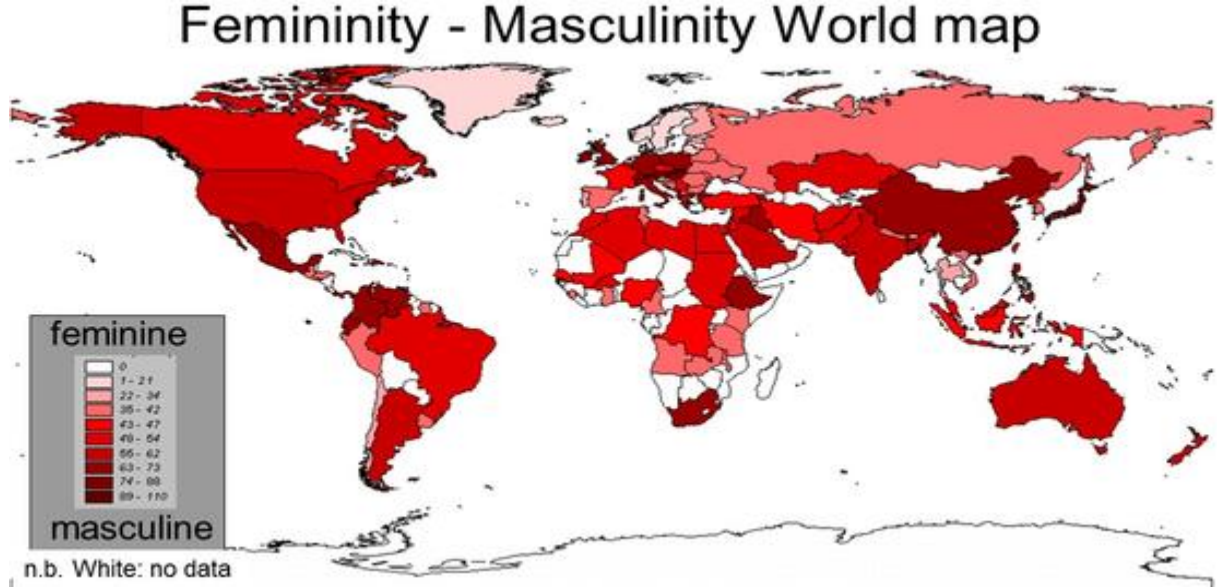 Femininity - Masculinity World map
feminine
0
1 - 21
22 - 34
35 - 42
43 - 47
48 - 54
55 - 62
63 - 73
74 - 88
89 - 110
masculine
n.b. White: no data